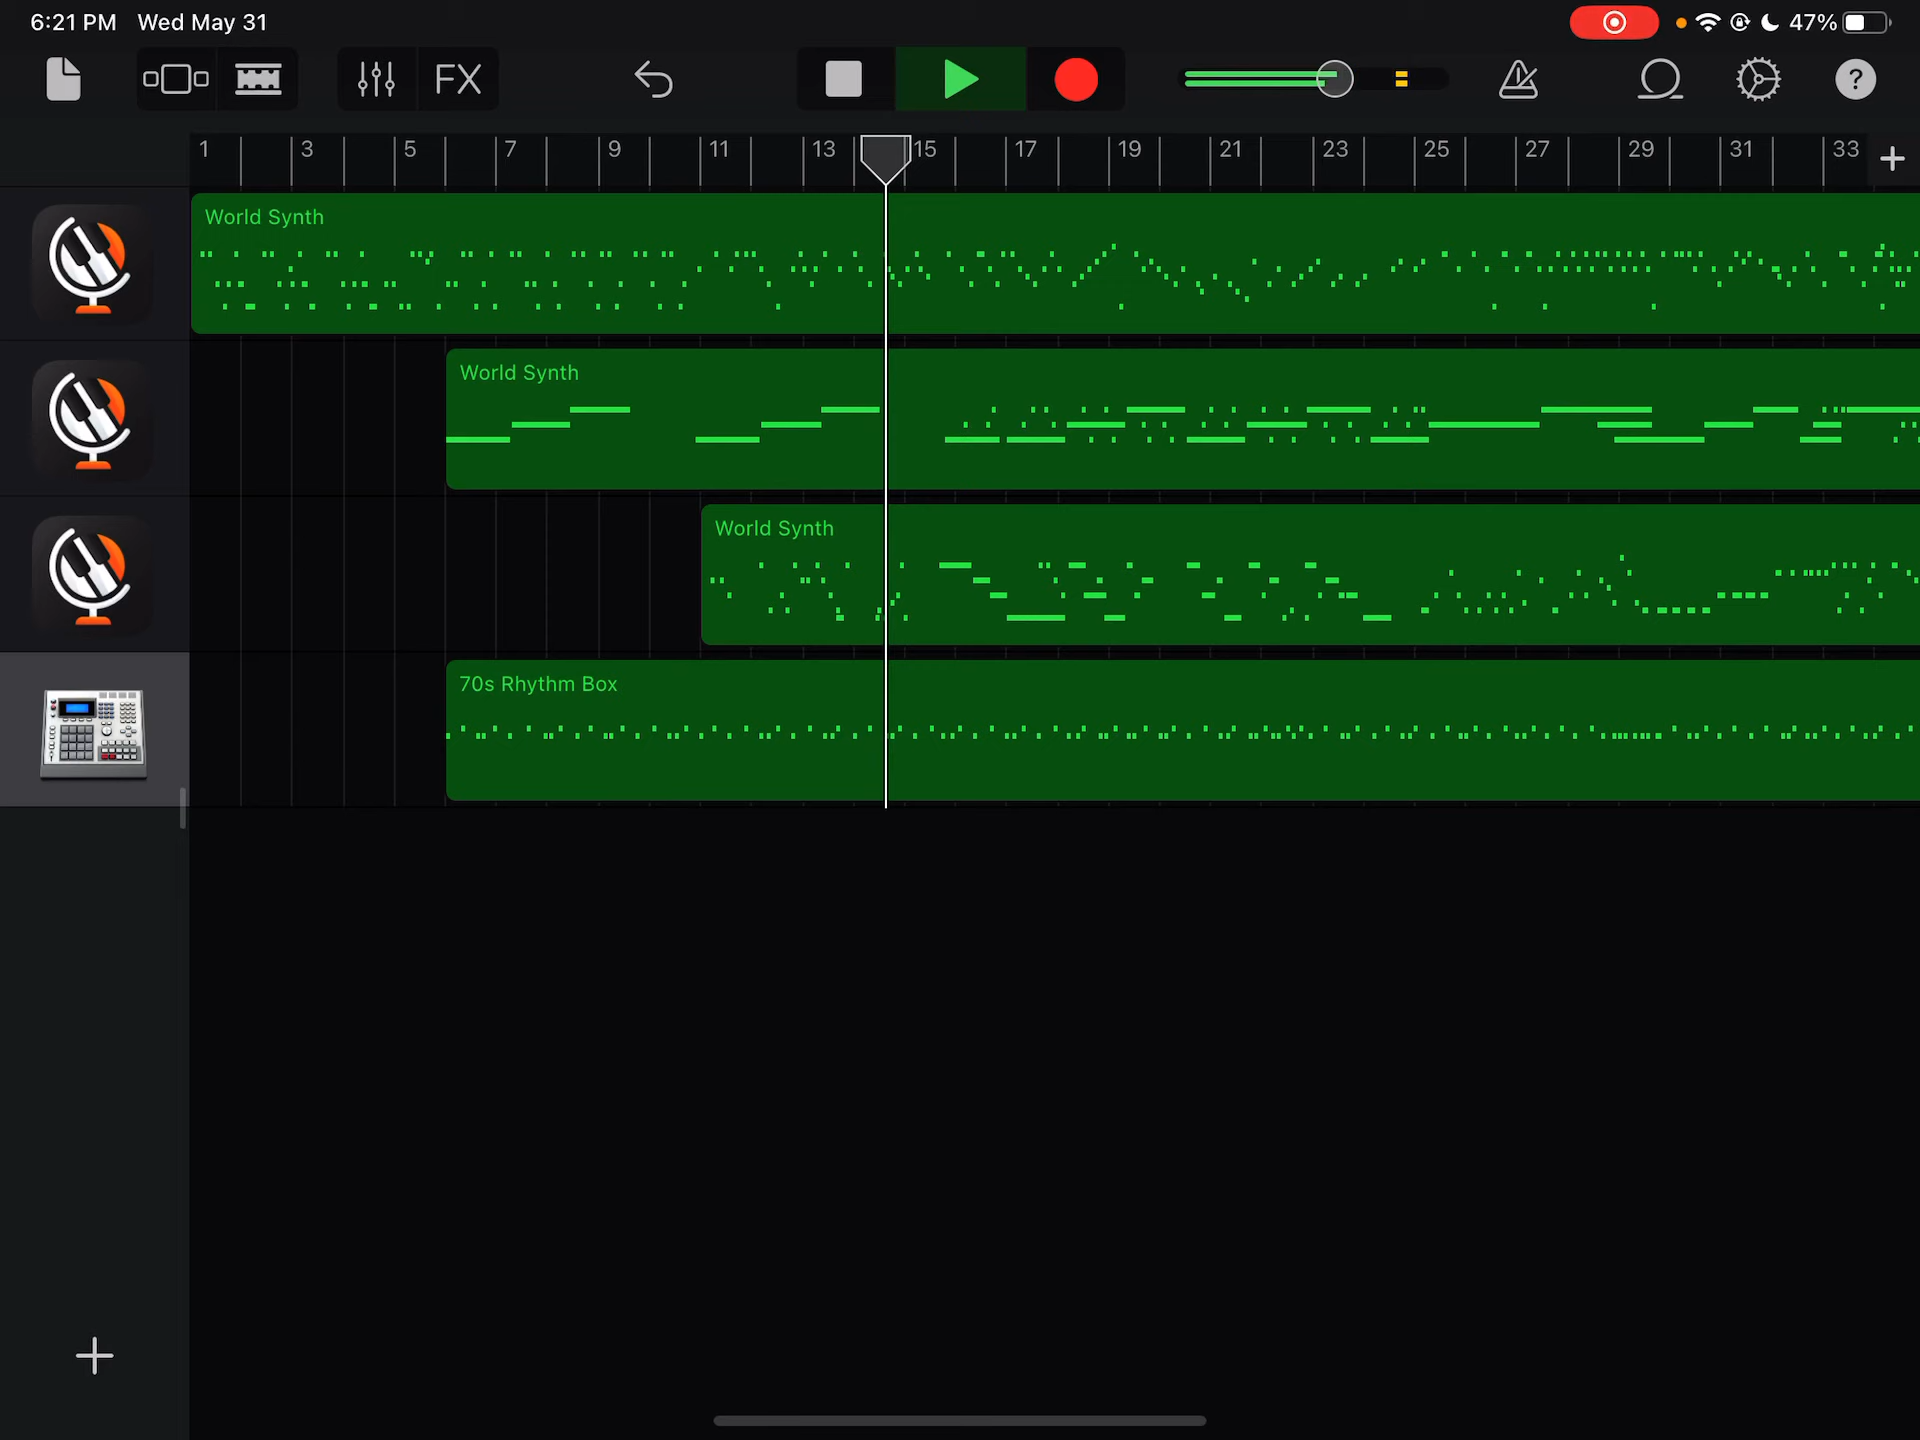 6:21 PM Wed May 31 47%
FX ?
1 3 5 7 9 11 13 15 17 19 21 23 25 27 29 31 33
World Synth
World Synth
World Synth
70s Rhythm Box